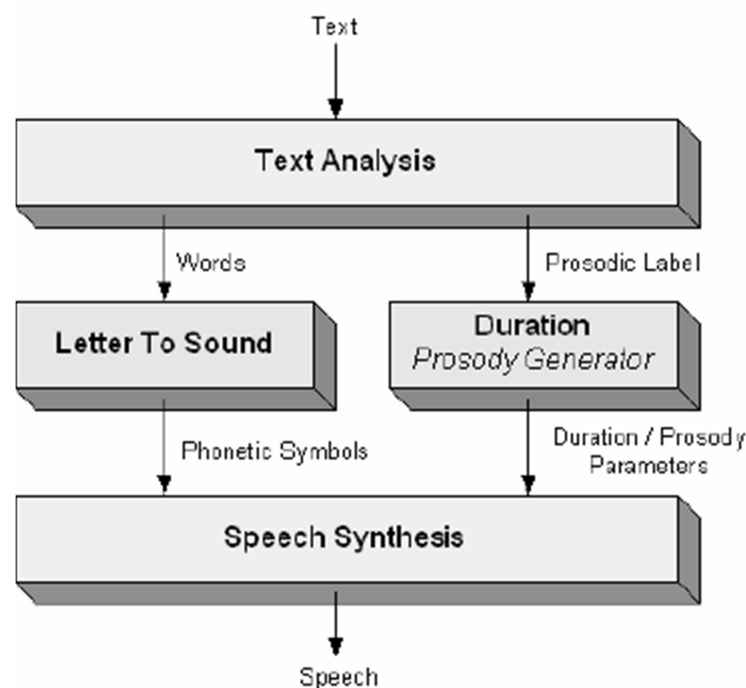 Text
Text Analysis
Words
Prosodic Label
Letter To Sound
Duration
Prosody Generator
Phonetic Symbols
Duration / Prosody
Parameters
Speech Synthesis
Speech